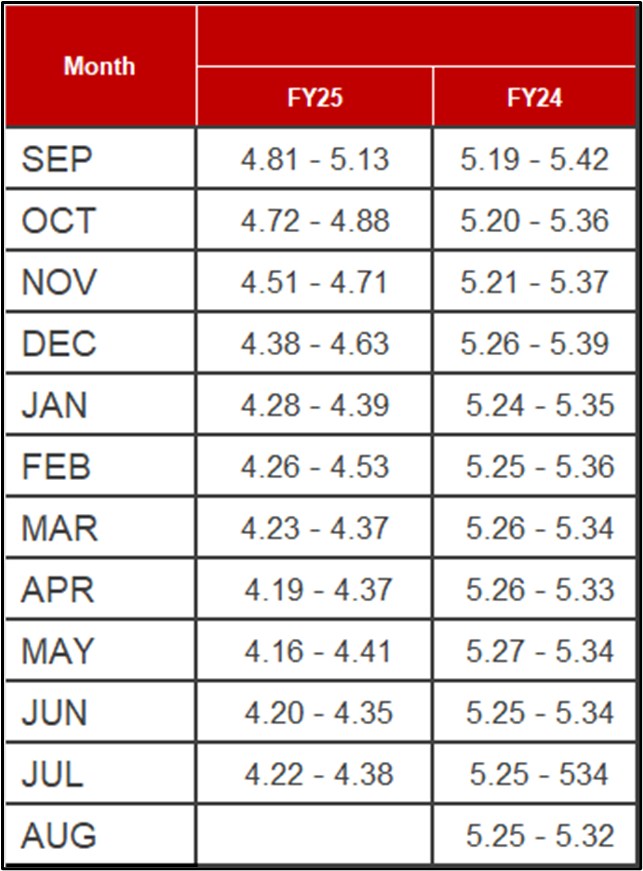 Month
FY25 FY24
SEP 4.81 - 5.13 5.19 - 5.42
OCT 4.72 - 4.88 5.20 - 5.36
NOV 4.51 - 4.71 5.21 - 5.37
DEC 4.38 - 4.63 5.26 - 5.39
JAN 4.28 - 4.39 5.24 - 5.35
FEB 4.26 - 4.53 5.25 - 5.36
MAR 4.23 - 4.37 5.26 - 5.34
APR 4.19 - 4.37 5.26 - 5.33
MAY 4.16 - 4.41 5.27 - 5.34
JUN 4.20 - 4.35 5.25 - 5.34
JUL 4.22 - 4.38 5.25 - 534
AUG 5.25 - 5.32